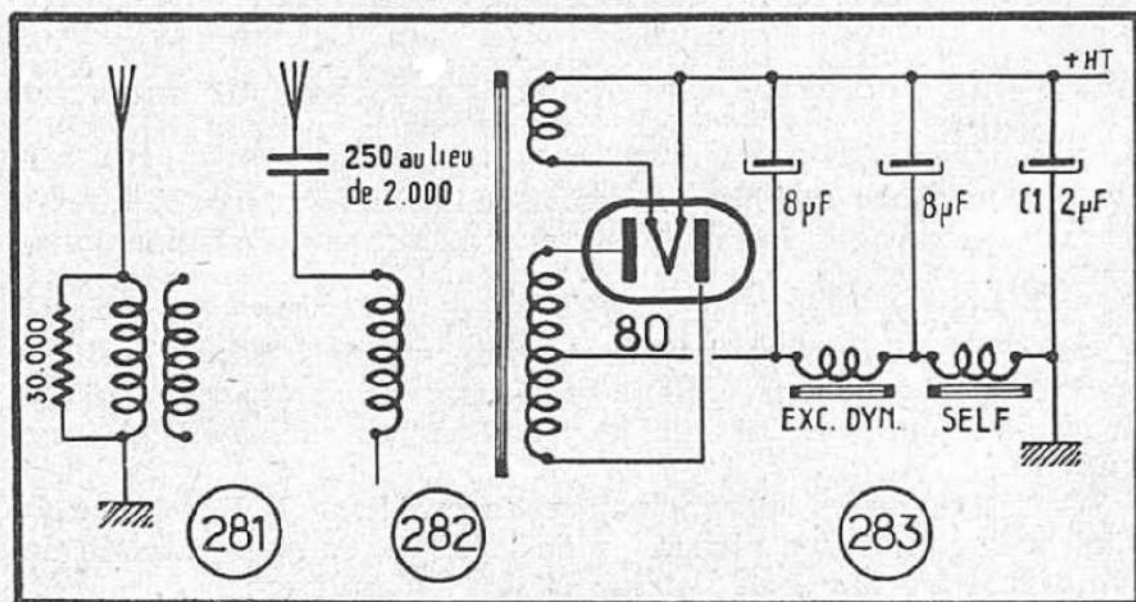 30.000
281
250 au lieu
de 2.000
282
80
+HT
8µF
8µF
C1 2µF
EXC. DYN.
SELF
283